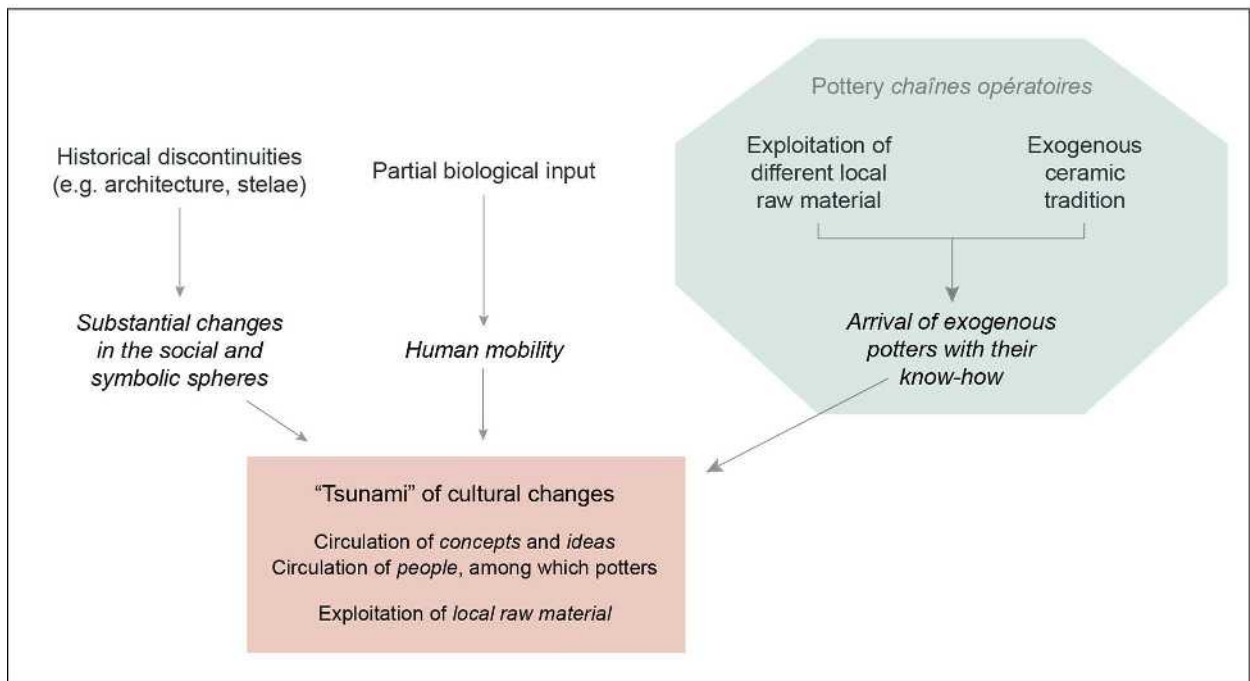 Pottery chaînes opératoires
Historical discontinuities
(e.g. architecture, stelae)
Partial biological input
Exploitation of
different local
raw material
Exogenous
ceramic
tradition
Substantial changes
in the social and
symbolic spheres
Human mobility
Arrival of exogenous
potters with their
know-how
“Tsunami” of cultural changes
Circulation of concepts and ideas
Circulation of people, among which potters
Exploitation of local raw material